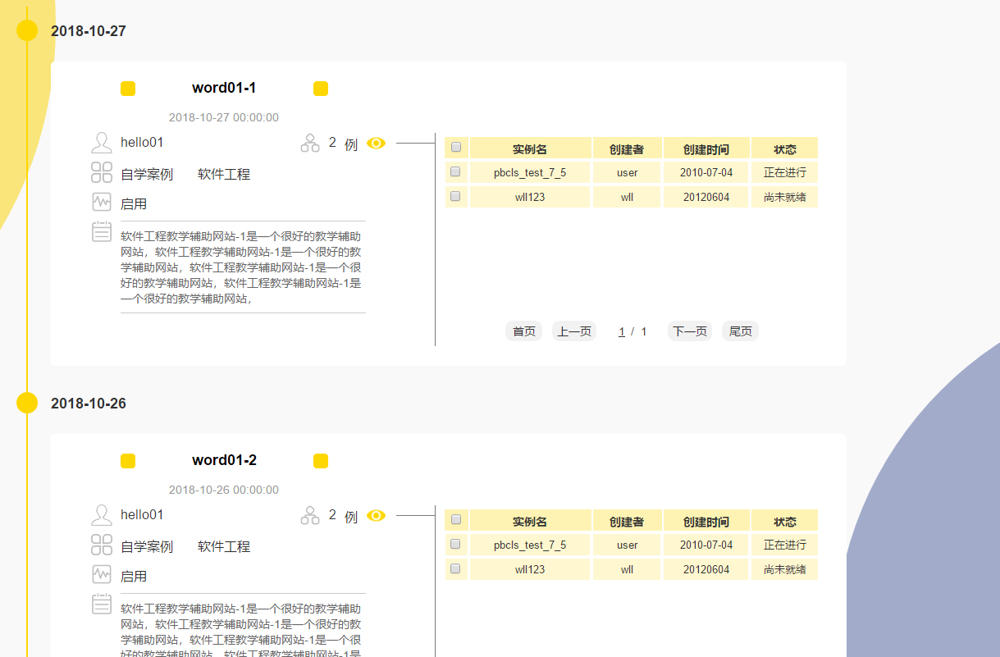 2018-10-27
word01-1
2018-10-27 00:00:00
hello01
2 例
自学案例 软件工程
启用
软件工程教学辅助网站-1是一个很好的教学辅助
网站，软件工程教学辅助网站-1是一个很好的教
学辅助网站，软件工程教学辅助网站-1是一个很
好的教学辅助网站，软件工程教学辅助网站-1是
一个很好的教学辅助网站，
实例名 创建者 创建时间 状态
pbcls_test_7_5 user 2010-07-04 正在进行
wll123 wll 20120604 尚未就绪
首页 上一页 1 / 1 下一页 尾页
2018-10-26
word01-2
2018-10-26 00:00:00
hello01
2 例
自学案例 软件工程
启用
软件工程教学辅助网站-1是一个很好的教学辅助
网站，软件工程教学辅助网站-1是一个很好的教
学辅助网站，软件工程教学辅助网站-1是一个很
好的教学辅助网站，软件工程教学辅助网站-1是
实例名 创建者 创建时间 状态
pbcls_test_7_5 user 2010-07-04 正在进行
wll123 wll 20120604 尚未就绪